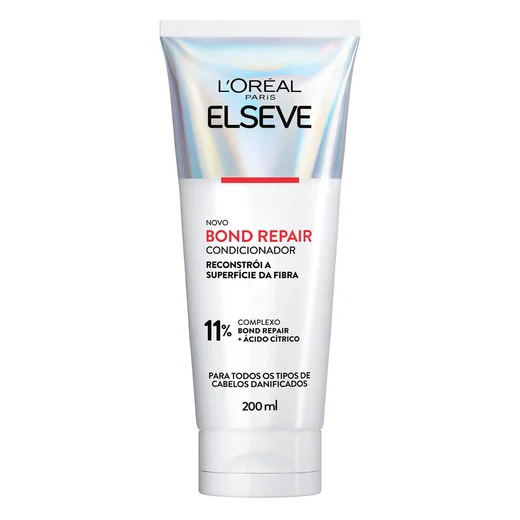 L'ORÉAL
PARIS
ELSEVE
NOVO
BOND REPAIR
CONDICIONADOR
RECONSTRÓI A
SUPERFÍCIE DA FIBRA
11% COMPLEXO
BOND REPAIR
+ ÁCIDO CÍTRICO
PARA TODOS OS TIPOS DE
CABELOS DANIFICADOS
200 ml